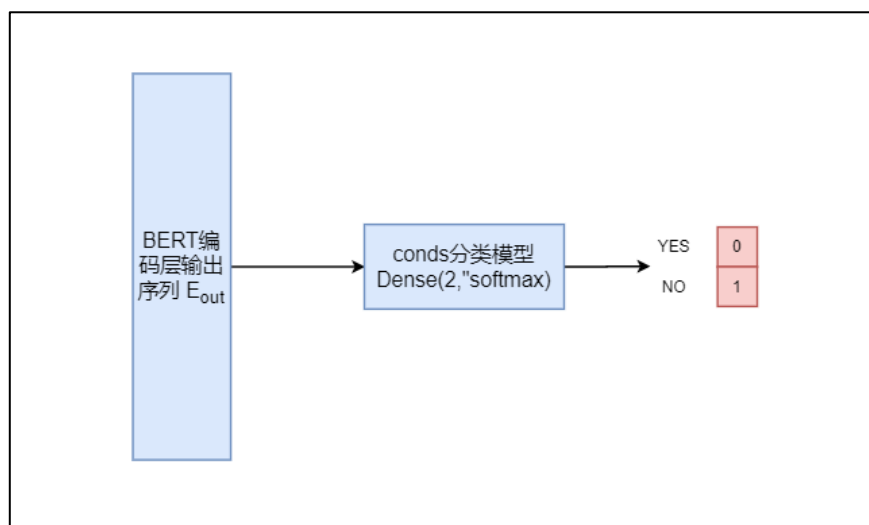 BERT编
码层输出
序列 Eout
conds分类模型
Dense(2,"softmax)
YES 0
NO 1